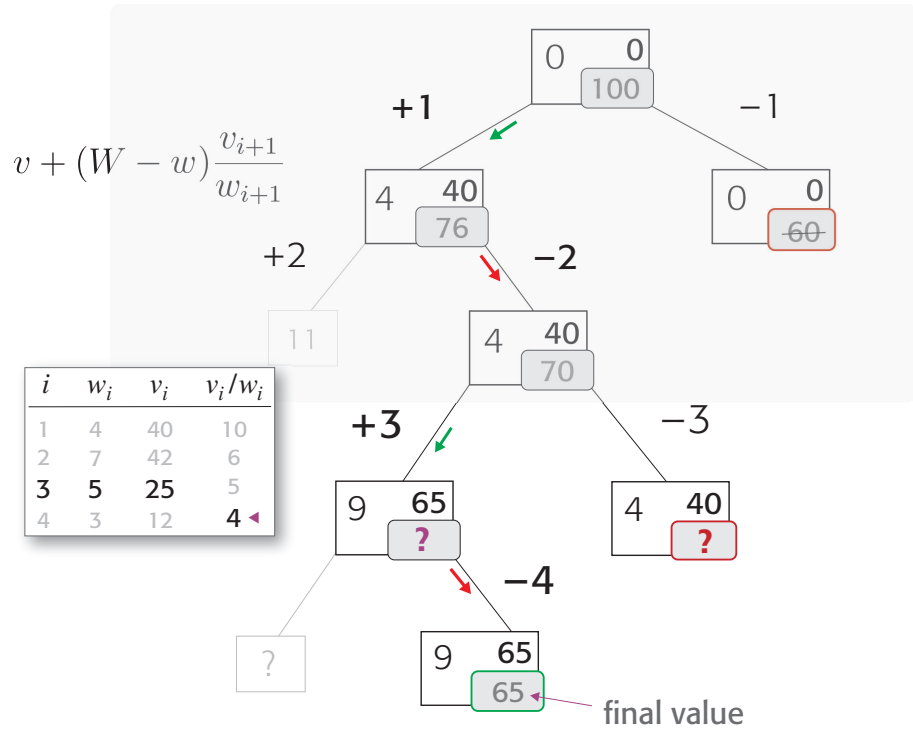 0 0
100
+1 −1
v + (W − w) v_{i+1} / w_{i+1}
4 40
76
0 0
60
+2 −2
11
4 40
70
i w_i v_i v_i/w_i
1 4 40 10
2 7 42 6
3 5 25 5
4 3 12 4
+3 −3
9 65
?
4 40
?
−4
?
9 65
65
final value